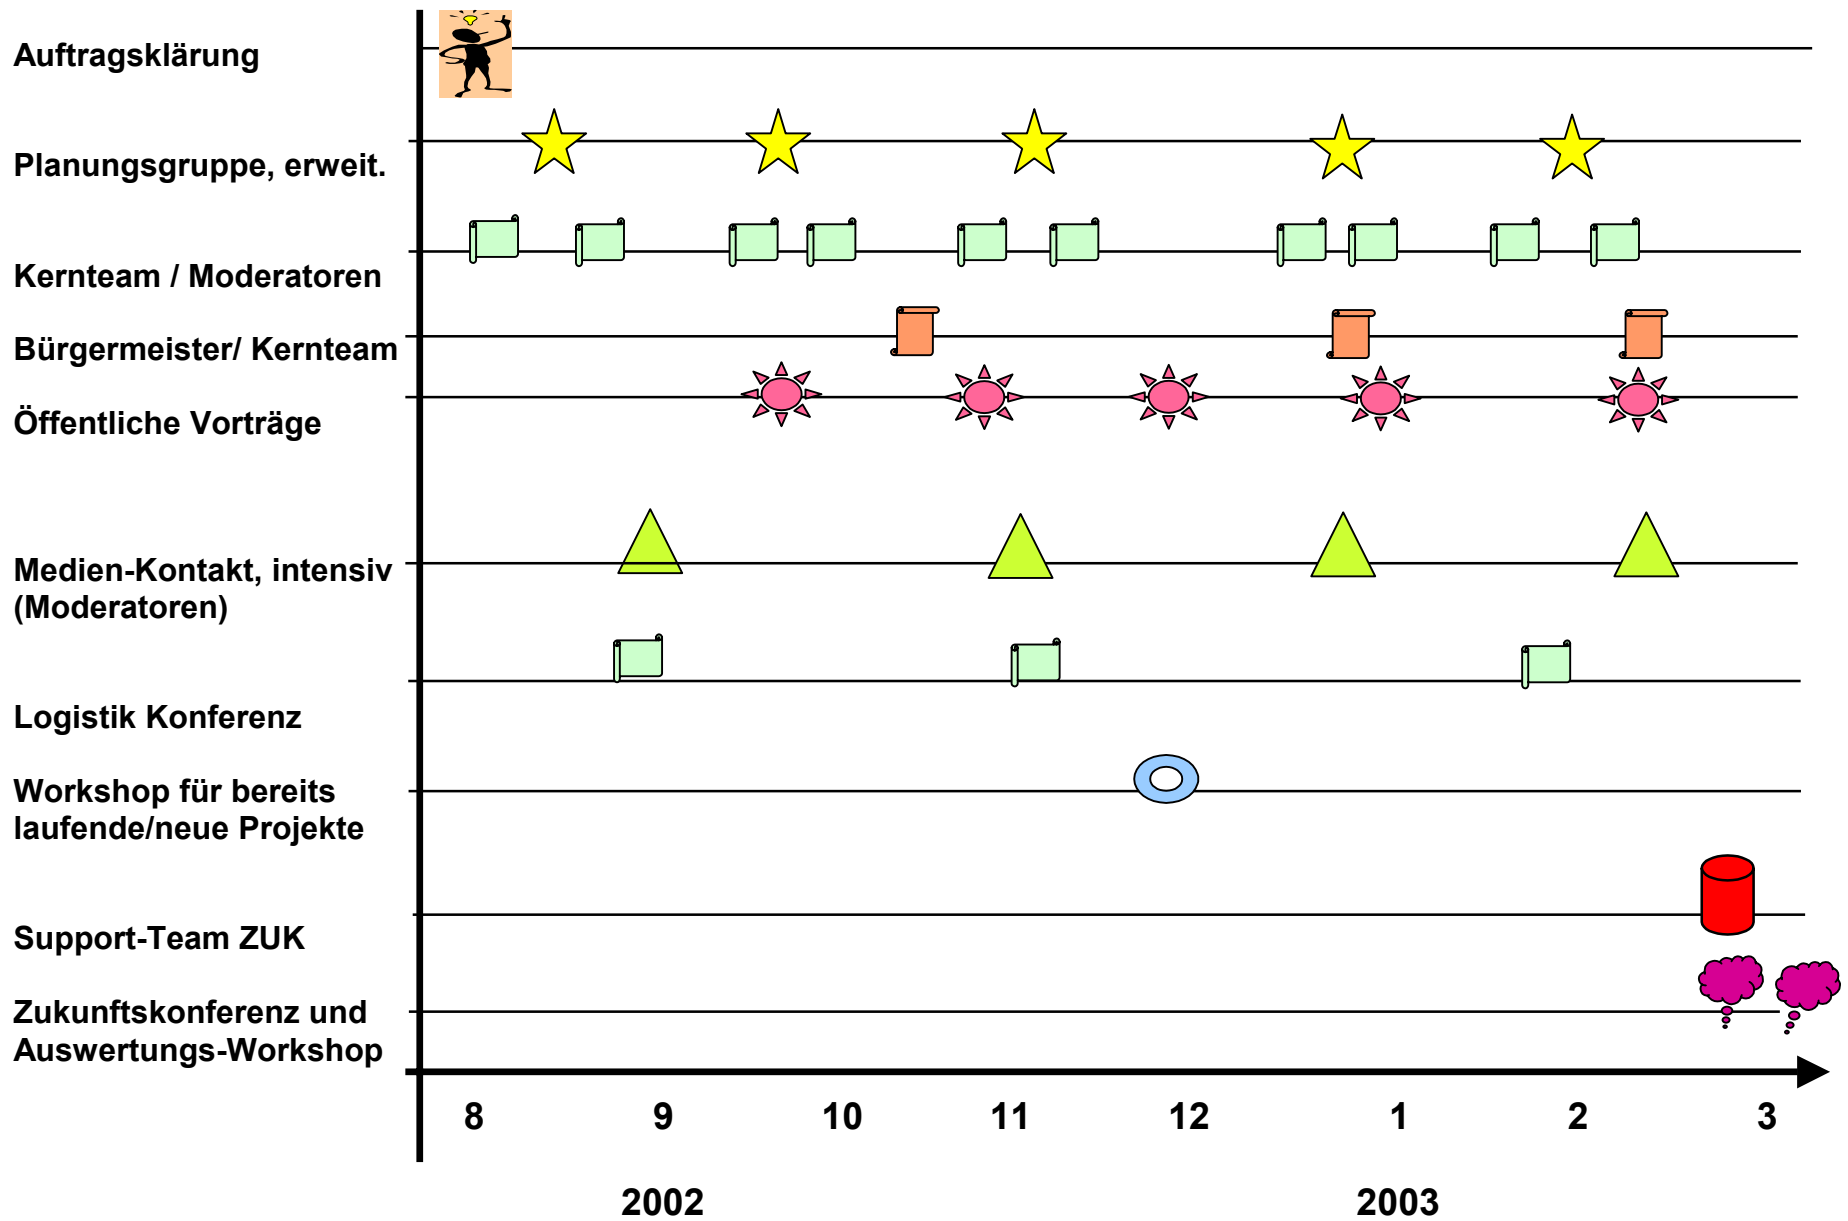 Auftragsklärung
Planungsgruppe, erweit.
Kernteam / Moderatoren
Bürgermeister/ Kernteam
Öffentliche Vorträge
Medien-Kontakt, intensiv
(Moderatoren)
Logistik Konferenz
Workshop für bereits
laufende/neue Projekte
Support-Team ZUK
Zukunftskonferenz und
Auswertungs-Workshop
8 9 10 11 12 1 2 3
2002 2003